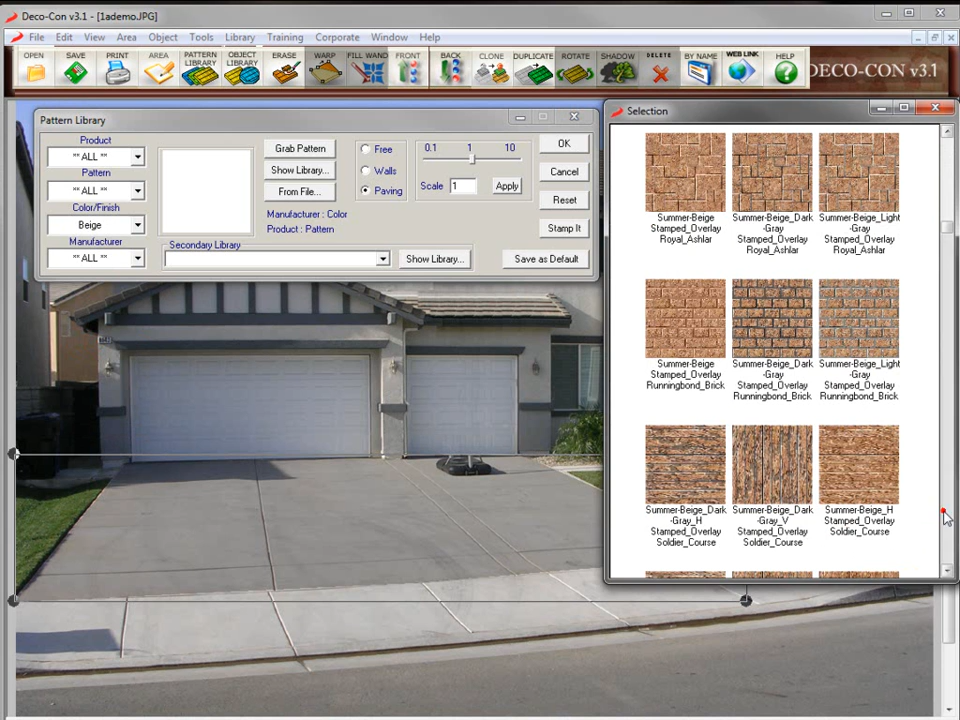 Deco-Con v3.1 - [1ademo.JPG]
File Edit View Area Object Tools Library Training Corporate Window Help
OPEN SAVE PRINT AREA PATTERN LIBRARY OBJECT LIBRARY ERASE WARP FILL WAND FRONT BACK CLONE DUPLICATE ROTATE SHADOW DELETE BY NAME WEB LINK HELP
DECO-CON v3.1
Pattern Library
Product
** ALL **
Pattern
** ALL **
Color/Finish
Beige
Manufacturer
** ALL **
Grab Pattern
Show Library...
From File...
Manufacturer : Color
Product : Pattern
Free
Walls
Paving
0.1 1 10
Scale 1 Apply
OK
Cancel
Reset
Stamp It
Secondary Library
Show Library...
Save as Default
Selection
Summer-Beige
Stamped_Overlay
Royal_Ashlar
Summer-Beige_Dark
-Gray
Stamped_Overlay
Royal_Ashlar
Summer-Beige_Light
-Gray
Stamped_Overlay
Royal_Ashlar
Summer-Beige
Stamped_Overlay
Runningbond_Brick
Summer-Beige_Dark
-Gray
Stamped_Overlay
Runningbond_Brick
Summer-Beige_Light
-Gray
Stamped_Overlay
Runningbond_Brick
Summer-Beige_Dark
-Gray_H
Stamped_Overlay
Soldier_Course
Summer-Beige_Dark
-Gray_V
Stamped_Overlay
Soldier_Course
Summer-Beige_H
Stamped_Overlay
Soldier_Course